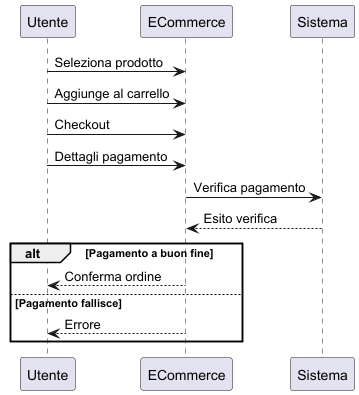 Utente ECommerce Sistema
Seleziona prodotto
Aggiunge al carrello
Checkout
Dettagli pagamento
Verifica pagamento
Esito verifica
alt [Pagamento a buon fine]
Conferma ordine
[Pagamento fallisce]
Errore
Utente ECommerce Sistema